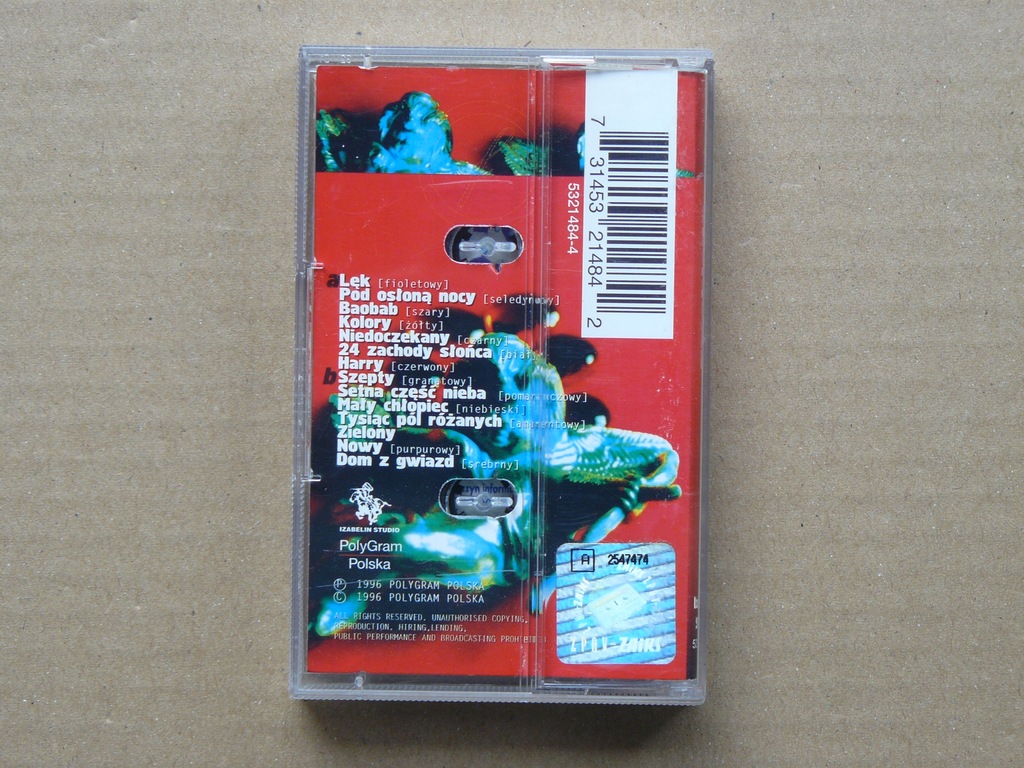 7 31453 21484 2
5321484-4
a Lęk [fioletowy]
Pod osłoną nocy [seledynowy]
Baobab [szary]
Kolory [żółty]
Niedoczekany [czarny]
24 zachody słońca [biały]
Harry [czerwony]
b Szepty [granatowy]
Setna część nieba [pomarańczowy]
Mały chłopiec [niebieski]
Tysiąc pól różanych [amarantowy]
Zielony
Nowy [purpurowy]
Dom z gwiazd [srebrny]
IZABELIN STUDIO
PolyGram
Polska
℗ 1996 POLYGRAM POLSKA
© 1996 POLYGRAM POLSKA
ALL RIGHTS RESERVED. UNAUTHORISED COPYING,
REPRODUCTION, HIRING,LENDING,
PUBLIC PERFORMANCE AND BROADCASTING PROHIBITED
A 2547474
ZPAV-ZAIKS